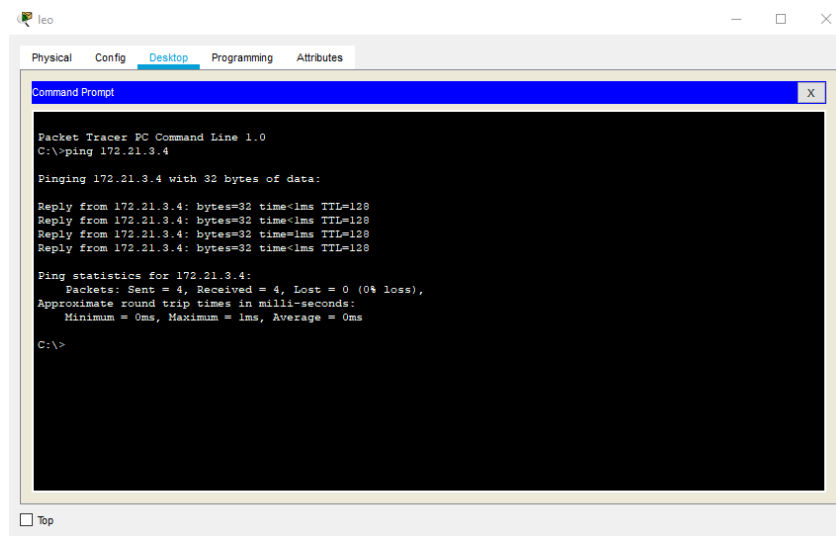 leo
Physical Config Desktop Programming Attributes
Command Prompt X
Packet Tracer PC Command Line 1.0
C:\>ping 172.21.3.4
Pinging 172.21.3.4 with 32 bytes of data:
Reply from 172.21.3.4: bytes=32 time<1ms TTL=128
Reply from 172.21.3.4: bytes=32 time<1ms TTL=128
Reply from 172.21.3.4: bytes=32 time=1ms TTL=128
Reply from 172.21.3.4: bytes=32 time<1ms TTL=128
Ping statistics for 172.21.3.4:
Packets: Sent = 4, Received = 4, Lost = 0 (0% loss),
Approximate round trip times in milli-seconds:
Minimum = 0ms, Maximum = 1ms, Average = 0ms
C:\>
Top